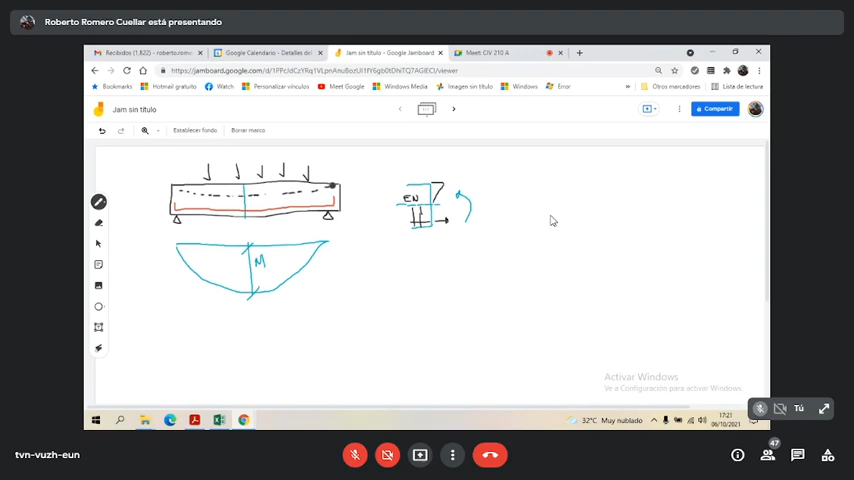 Roberto Romero Cuellar está presentando
Recibidos (1,822) - roberto.rom
Google Calendario - Detalles del
Jam sin título - Google Jamboard
Meet: CIV 210 A
Bookmarks
Hotmail gratuito
Watch
Personalizar vínculos
Meet Google
Windows Media
Imagen sin título
Windows
Error
»
Otros marcadores
Lista de lectura
Jam sin título
Compartir
Establecer fondo
Borrar marco
EN
M
Activar Windows
Ve a Configuración para activar Windows.
Tú
32°C Muy nublado
17:21
06/10/2021
tvn-vuzh-eun
47